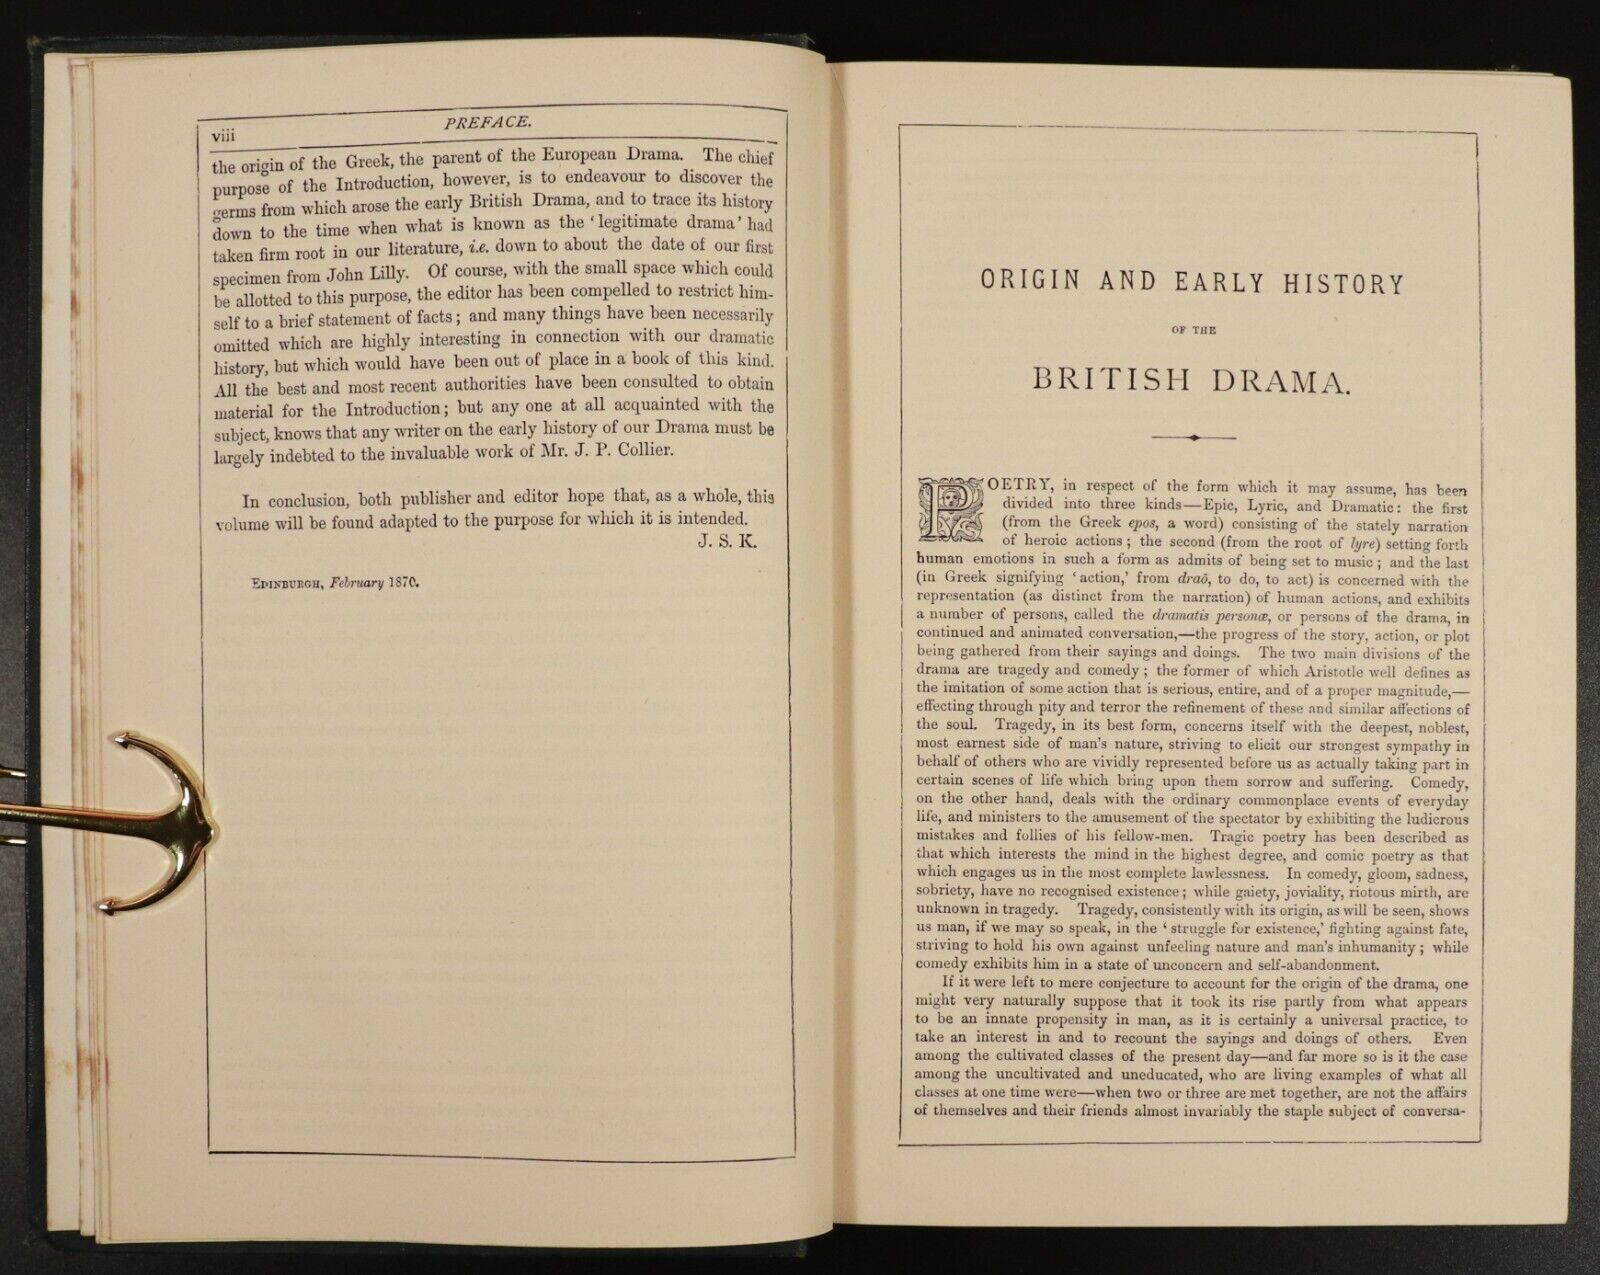 viii
PREFACE.
the origin of the Greek, the parent of the European Drama. The chief
purpose of the Introduction, however, is to endeavour to discover the
germs from which arose the early British Drama, and to trace its history
down to the time when what is known as the ‘legitimate drama’ had
taken firm root in our literature, i.e. down to about the date of our first
specimen from John Lilly. Of course, with the small space which could
be allotted to this purpose, the editor has been compelled to restrict him-
self to a brief statement of facts; and many things have been necessarily
omitted which are highly interesting in connection with our dramatic
history, but which would have been out of place in a book of this kind.
All the best and most recent authorities have been consulted to obtain
material for the Introduction; but any one at all acquainted with the
subject, knows that any writer on the early history of our Drama must be
largely indebted to the invaluable work of Mr. J. P. Collier.
In conclusion, both publisher and editor hope that, as a whole, this
volume will be found adapted to the purpose for which it is intended.
J. S. K.
EDINBURGH, February 1870.
ORIGIN AND EARLY HISTORY
OF THE
BRITISH DRAMA.
POETRY, in respect of the form which it may assume, has been
divided into three kinds—Epic, Lyric, and Dramatic: the first
(from the Greek epos, a word) consisting of the stately narration
of heroic actions; the second (from the root of lyre) setting forth
human emotions in such a form as admits of being set to music; and the last
(in Greek signifying ‘action,’ from draō, to do, to act) is concerned with the
representation (as distinct from the narration) of human actions, and exhibits
a number of persons, called the dramatis personæ, or persons of the drama, in
continued and animated conversation,—the progress of the story, action, or plot
being gathered from their sayings and doings. The two main divisions of the
drama are tragedy and comedy; the former of which Aristotle well defines as
the imitation of some action that is serious, entire, and of a proper magnitude,—
effecting through pity and terror the refinement of these and similar affections of
the soul. Tragedy, in its best form, concerns itself with the deepest, noblest,
most earnest side of man's nature, striving to elicit our strongest sympathy in
behalf of others who are vividly represented before us as actually taking part in
certain scenes of life which bring upon them sorrow and suffering. Comedy,
on the other hand, deals with the ordinary commonplace events of everyday
life, and ministers to the amusement of the spectator by exhibiting the ludicrous
mistakes and follies of his fellow-men. Tragic poetry has been described as
that which interests the mind in the highest degree, and comic poetry as that
which engages us in the most complete lawlessness. In comedy, gloom, sadness,
sobriety, have no recognised existence; while gaiety, joviality, riotous mirth, are
unknown in tragedy. Tragedy, consistently with its origin, as will be seen, shows
us man, if we may so speak, in the ‘struggle for existence,’ fighting against fate,
striving to hold his own against unfeeling nature and man's inhumanity; while
comedy exhibits him in a state of unconcern and self-abandonment.
If it were left to mere conjecture to account for the origin of the drama, one
might very naturally suppose that it took its rise partly from what appears
to be an innate propensity in man, as it is certainly a universal practice, to
take an interest in and to recount the sayings and doings of others. Even
among the cultivated classes of the present day—and far more so is it the case
among the uncultivated and uneducated, who are living examples of what all
classes at one time were—when two or three are met together, are not the affairs
of themselves and their friends almost invariably the staple subject of conversa-